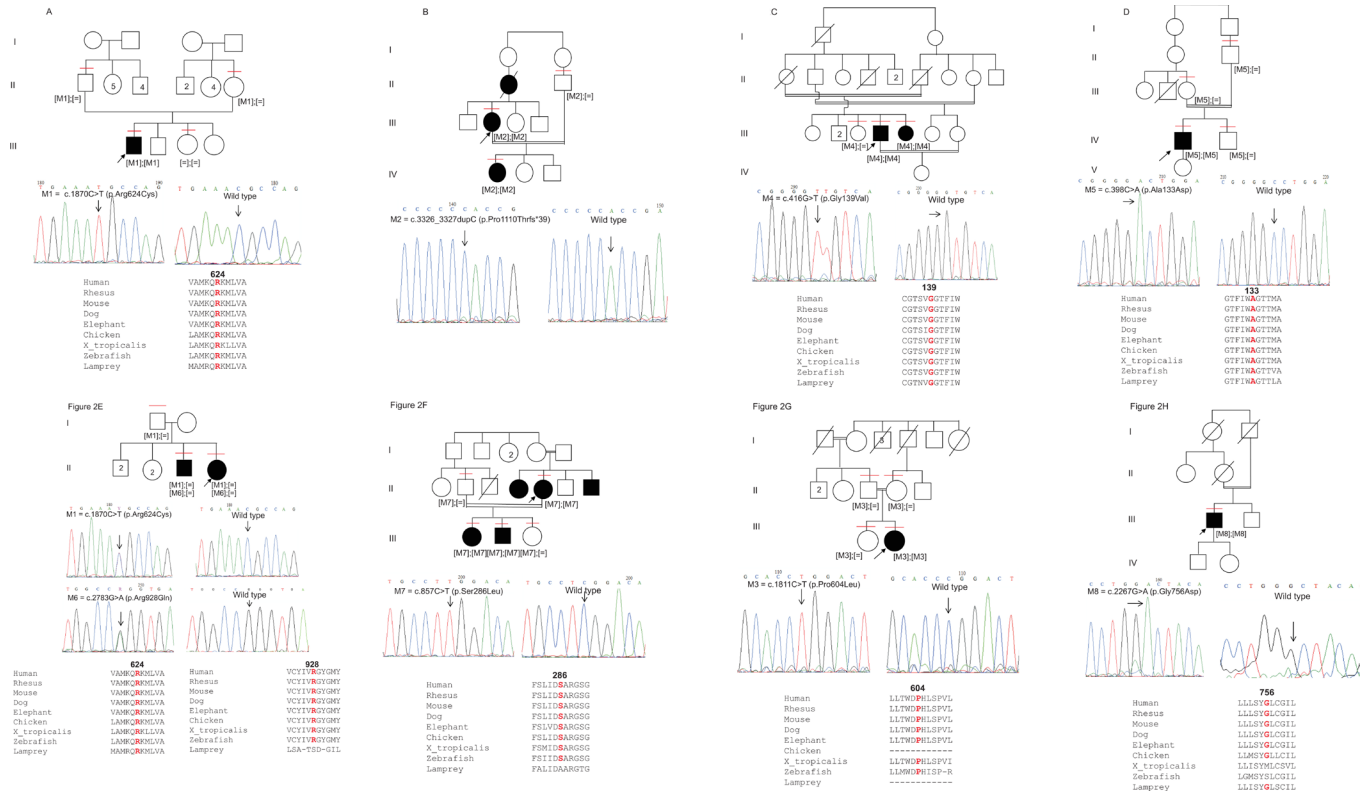 A
I
II
5
4
2
4
[M1];[=]
[M1];[=]
III
[M1];[M1]
[=];[=]
180
190
T G A A A T G C C A G
M1 = c.1870C>T (p.Arg624Cys)
180
T G A A A C G C C A G
Wild type
624
Human VAMKQRKMLVA
Rhesus VAMKQRKMLVA
Mouse VAMKQRKMLVA
Dog VAMKQRKMLVA
Elephant VAMKQRKMLVA
Chicken LAMKQRKMLVA
X_tropicalis LAMKQRKLLVA
Zebrafish LAMKQRKMLVA
Lamprey MAMRQRKMLVA
B
I
II
[M2];[=]
III
[M2];[M2]
IV
[M2];[M2]
140
C C C C C C A C C G
M2 = c.3326_3327dupC (p.Pro1110Thrfs*39)
150
C C C C C A C C C A
Wild type
C
I
II
2
III
2
[M4];[=]
[M4];[M4]
[M4];[M4]
IV
200
C G G G G T T G T C A
M4 = c.416G>T (p.Gly139Val)
Wild type
139
Human CGTSVGGTFIW
Rhesus CGTSVGGTFIW
Mouse CGTSVGGTFIW
Dog CGTSIGGTFIW
Elephant CGTSVGGTFIW
Chicken CGTSVGGTFIW
X_tropicalis CGTSVGGTFIW
Zebrafish CGTSVGGTFIW
Lamprey CGTNVGGTFIW
D
I
II
[M5];[=]
III
[M5];[=]
IV
[M5];[M5]
[M5];[=]
V
210
C G G G G A C T G G A
M5 = c.398C>A (p.Ala133Asp)
220
C G G G G C C T G G A
Wild type
133
Human GTFIWAGTTMA
Rhesus GTFIWAGTTMA
Mouse GTFIWAGTTMA
Dog GTFIWAGTTMA
Elephant GTFIWAGTTMA
Chicken GTFIWAGTTMA
X_tropicalis GTFIWAGTTMA
Zebrafish GTFIWAGTTVA
Lamprey GTFIWAGTTLA
Figure 2E
I
[M1];[=]
II
2
2
[M1];[=]
[M6];[=]
[M1];[=]
[M6];[=]
M1 = c.1870C>T (p.Arg624Cys)
T G A A A C G C C A G
Wild type
M6 = c.2783G>A (p.Arg928Gln)
Wild type
624
Human VAMKQRKMLVA
Rhesus VAMKQRKMLVA
Mouse VAMKQRKMLVA
Dog VAMKQRKMLVA
Elephant VAMKQRKMLVA
Chicken LAMKQRKMLVA
X_tropicalis LAMKQRKLLVA
Zebrafish LAMKQRKMLVA
Lamprey MAMRQRKMLVA
928
Human VCYIVRGYGMY
Rhesus VCYIVRGYGMY
Mouse VCYIVRGYGMY
Dog VCYIVRGYGMY
Elephant VCYIVRGYGMY
Chicken VCYIVRGYGMY
X_tropicalis VCYIVRGYGMY
Zebrafish VCYIVRGYGMY
Lamprey LSA-TSD-GIL
Figure 2F
I
2
II
[M7];[=]
[M7];[M7]
III
[M7];[M7][M7];[M7][M7];[=]
200
T G C C T T G G A C A
M7 = c.857C>T (p.Ser286Leu)
200
T G C C T C G G A C A
Wild type
286
Human FSLIDSARGSG
Rhesus FSLIDSARGSG
Mouse FSLIDSARGSG
Dog FSLIDSARGSG
Elephant FSLVDSARGSG
Chicken FSLIDSARGSG
X_tropicalis FSMIDSARGSG
Zebrafish FSIIDSARGSG
Lamprey FALIDAARGTG
Figure 2G
I
3
II
2
[M3];[=]
[M3];[=]
III
[M3];[=]
[M3];[M3]
110
G C A C C T G G A C T
M3 = c.1811C>T (p.Pro604Leu)
110
G C A C C C G G A C T
Wild type
604
Human LLTWDPHLSPVL
Rhesus LLTWDPHLSPVL
Mouse LLTWDPHLSPVL
Dog LLTWDPHLSPVL
Elephant LLTWDPHLSPVL
Chicken ------------
X_tropicalis LLTWDPHLSPVI
Zebrafish LLMWDPHISP-R
Lamprey ------------
Figure 2H
I
II
III
[M8];[M8]
IV
190
C C T G G A C T A C A
M8 = c.2267G>A (p.Gly756Asp)
C C T G G G C T A C A
Wild type
756
Human LLLSYGLCGIL
Rhesus LLLSYGLCGIL
Mouse LLLSYGLCGIL
Dog LLLSYGLCGIL
Elephant LLLSYGLCGIL
Chicken LLMSYGLLCGIL
X_tropicalis LLISYMLCSVL
Zebrafish LGMSYSLCGIL
Lamprey LLISYGLSCIL